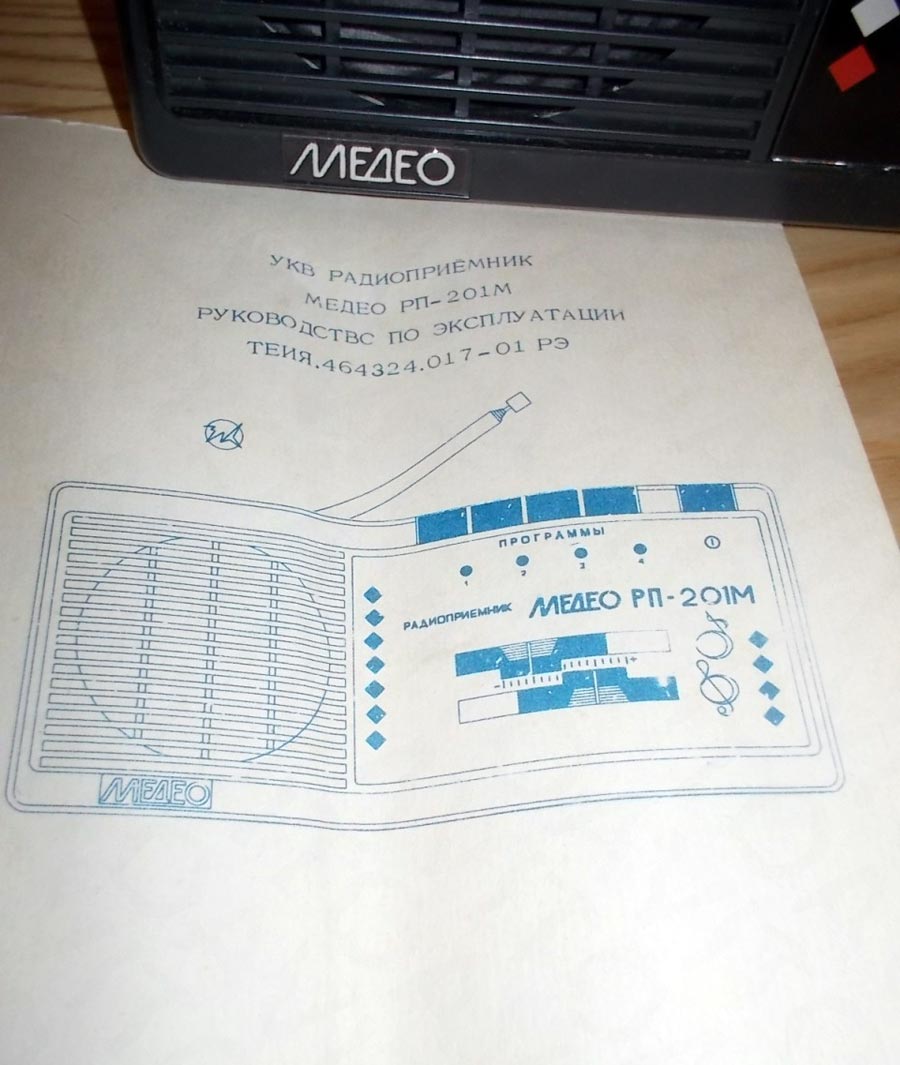 МЕДЕО
УКВ РАДИОПРИЁМНИК
МЕДЕО РП-201М
РУКОВОДСТВС ПО ЭКСПЛУАТАЦИИ
ТЕИЯ.464324.017-01 РЭ
ПРОГРАММЫ
1 2 3 4
РАДИОПРИЕМНИК МЕДЕО РП-201М
- +
МЕДЕО